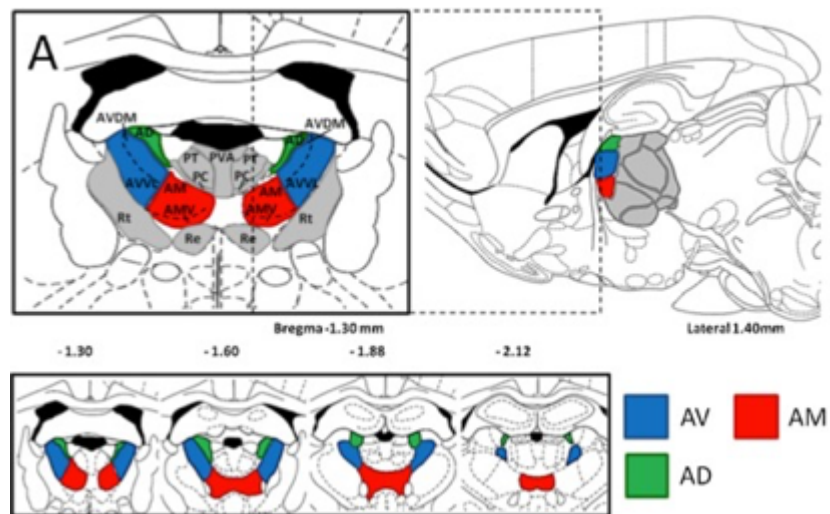 A
AVDM AVDM
AD AD
PT PVA PT
PC PC
AVVL AM AM AVVL
AMV AMV
Rt Re Re Rt
Bregma -1.30 mm
Lateral 1.40mm
-1.30 -1.60 -1.88 -2.12
AV AM
AD